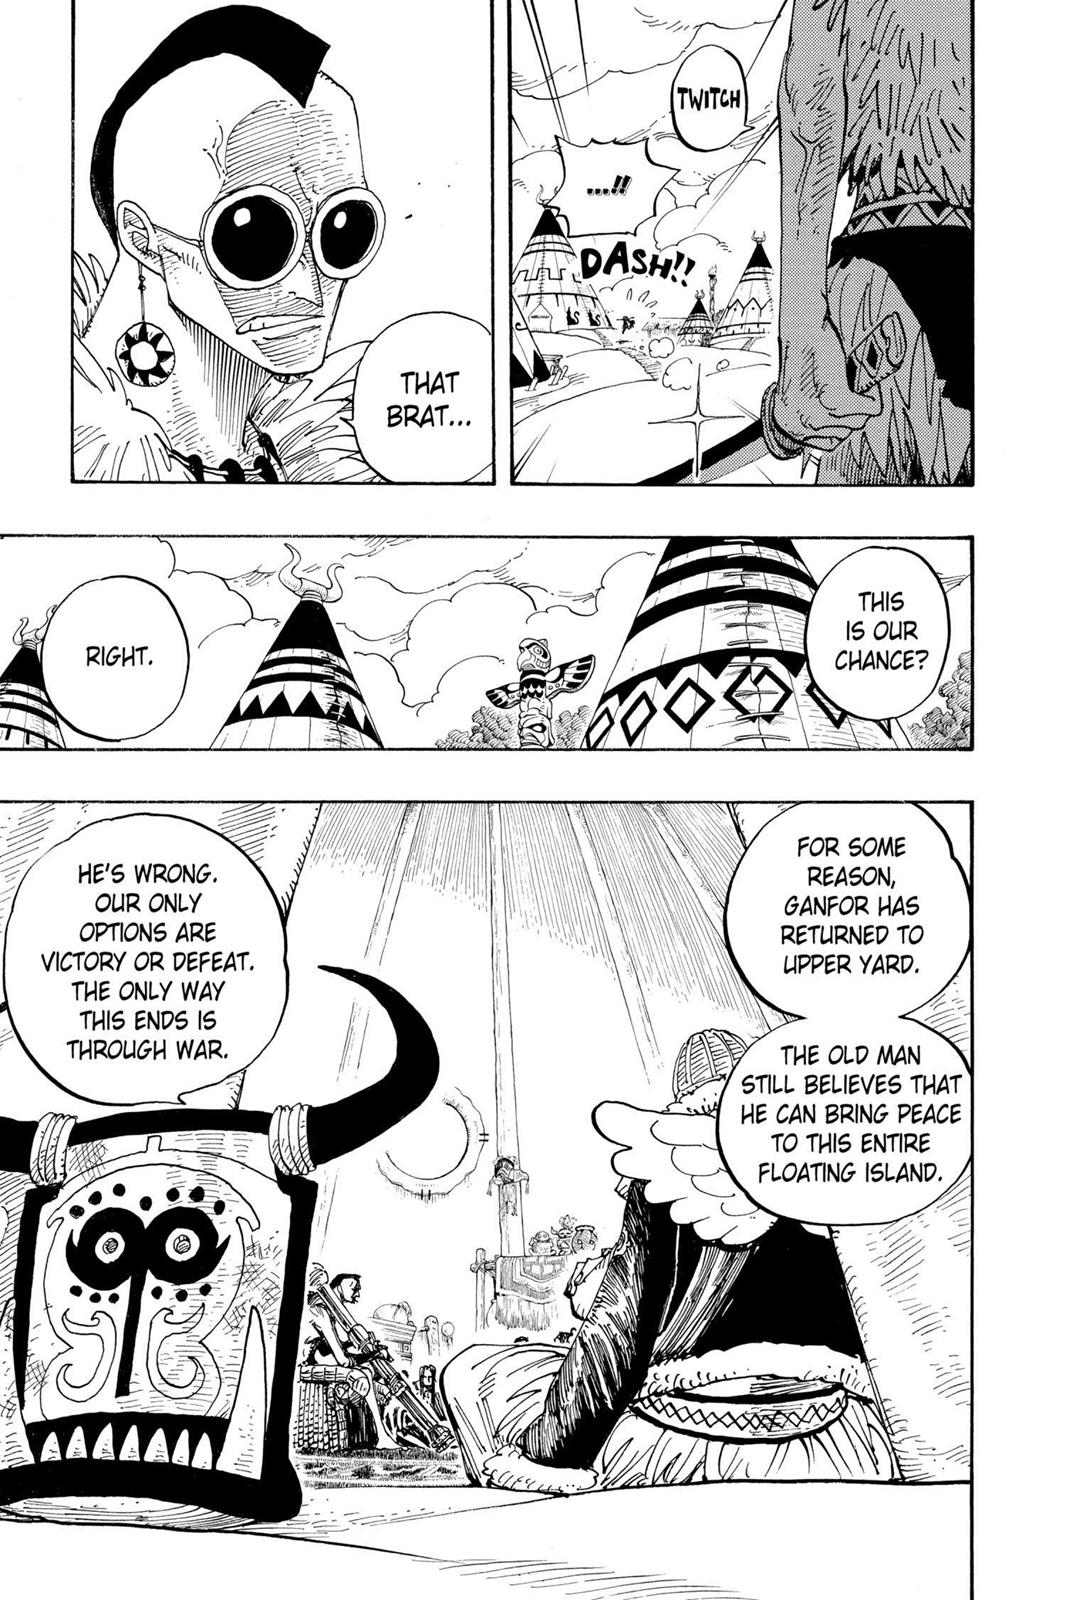 TWITCH
....!!
DASH!!
THAT
BRAT...
THIS
IS OUR
CHANCE?
RIGHT.
FOR SOME
REASON,
GANFOR HAS
RETURNED TO
UPPER YARD.
THE OLD MAN
STILL BELIEVES THAT
HE CAN BRING PEACE
TO THIS ENTIRE
FLOATING ISLAND.
HE'S WRONG.
OUR ONLY
OPTIONS ARE
VICTORY OR DEFEAT.
THE ONLY WAY
THIS ENDS IS
THROUGH WAR.